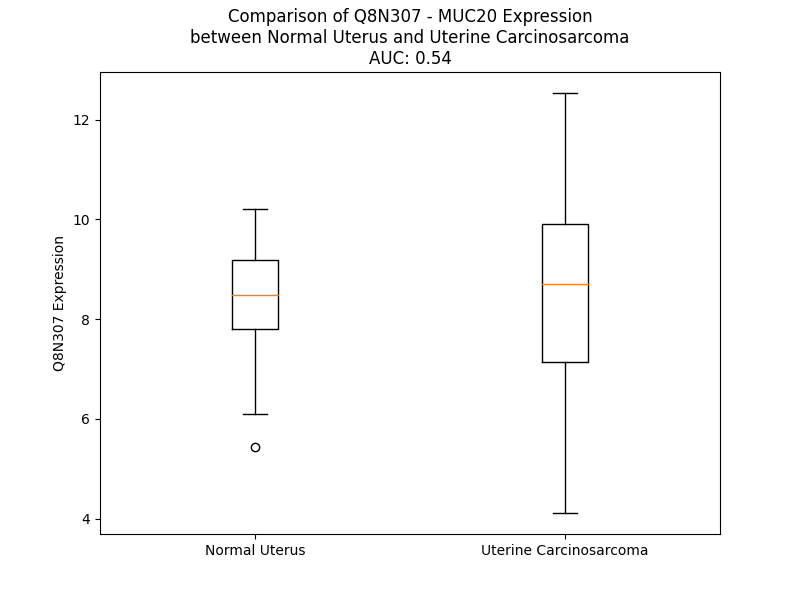 Comparison of Q8N307 - MUC20 Expression
between Normal Uterus and Uterine Carcinosarcoma
AUC: 0.54
12
10
8
6
4
Q8N307 Expression
Normal Uterus
Uterine Carcinosarcoma